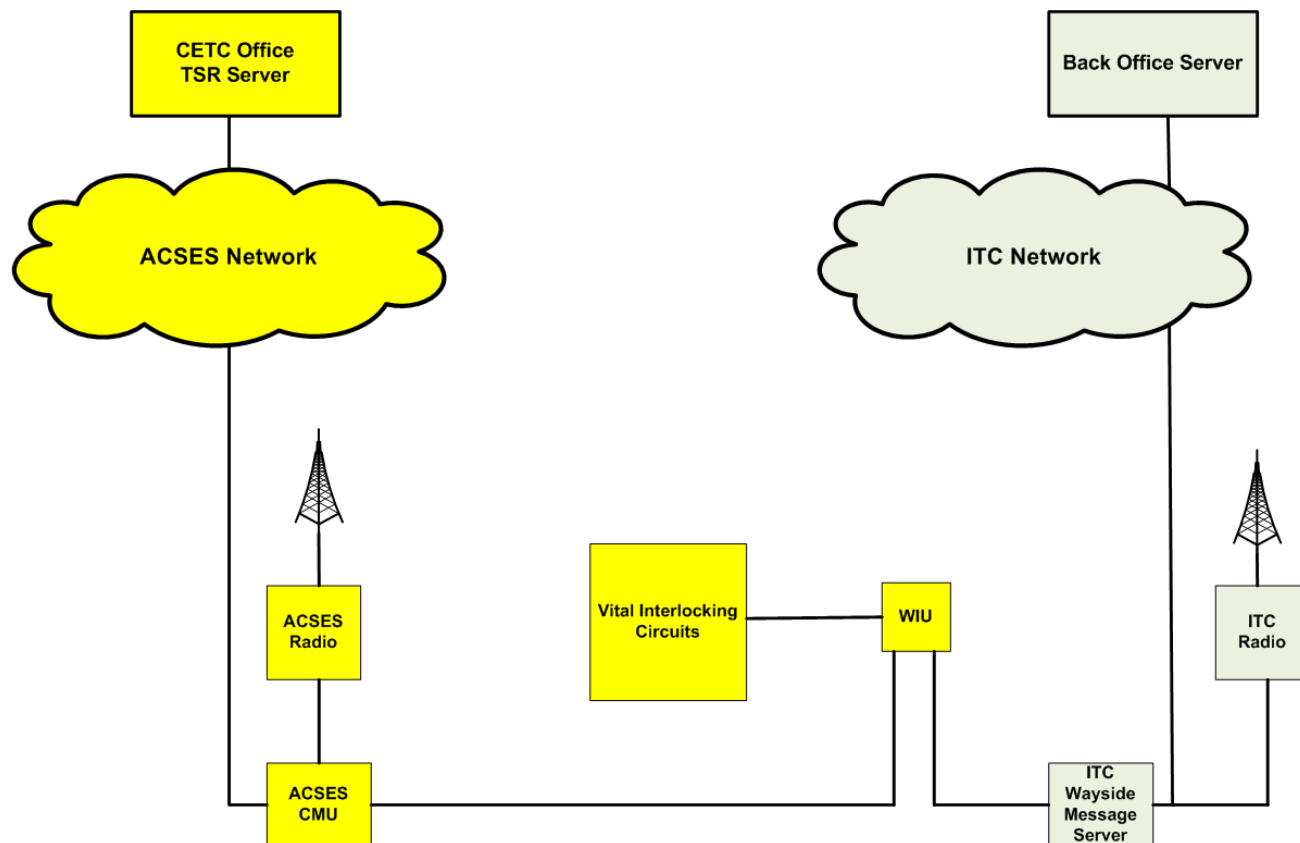 CETC Office
TSR Server
Back Office Server
ACSES Network
ITC Network
ACSES
Radio
Vital Interlocking
Circuits
WIU
ITC
Radio
ACSES
CMU
ITC
Wayside
Message
Server